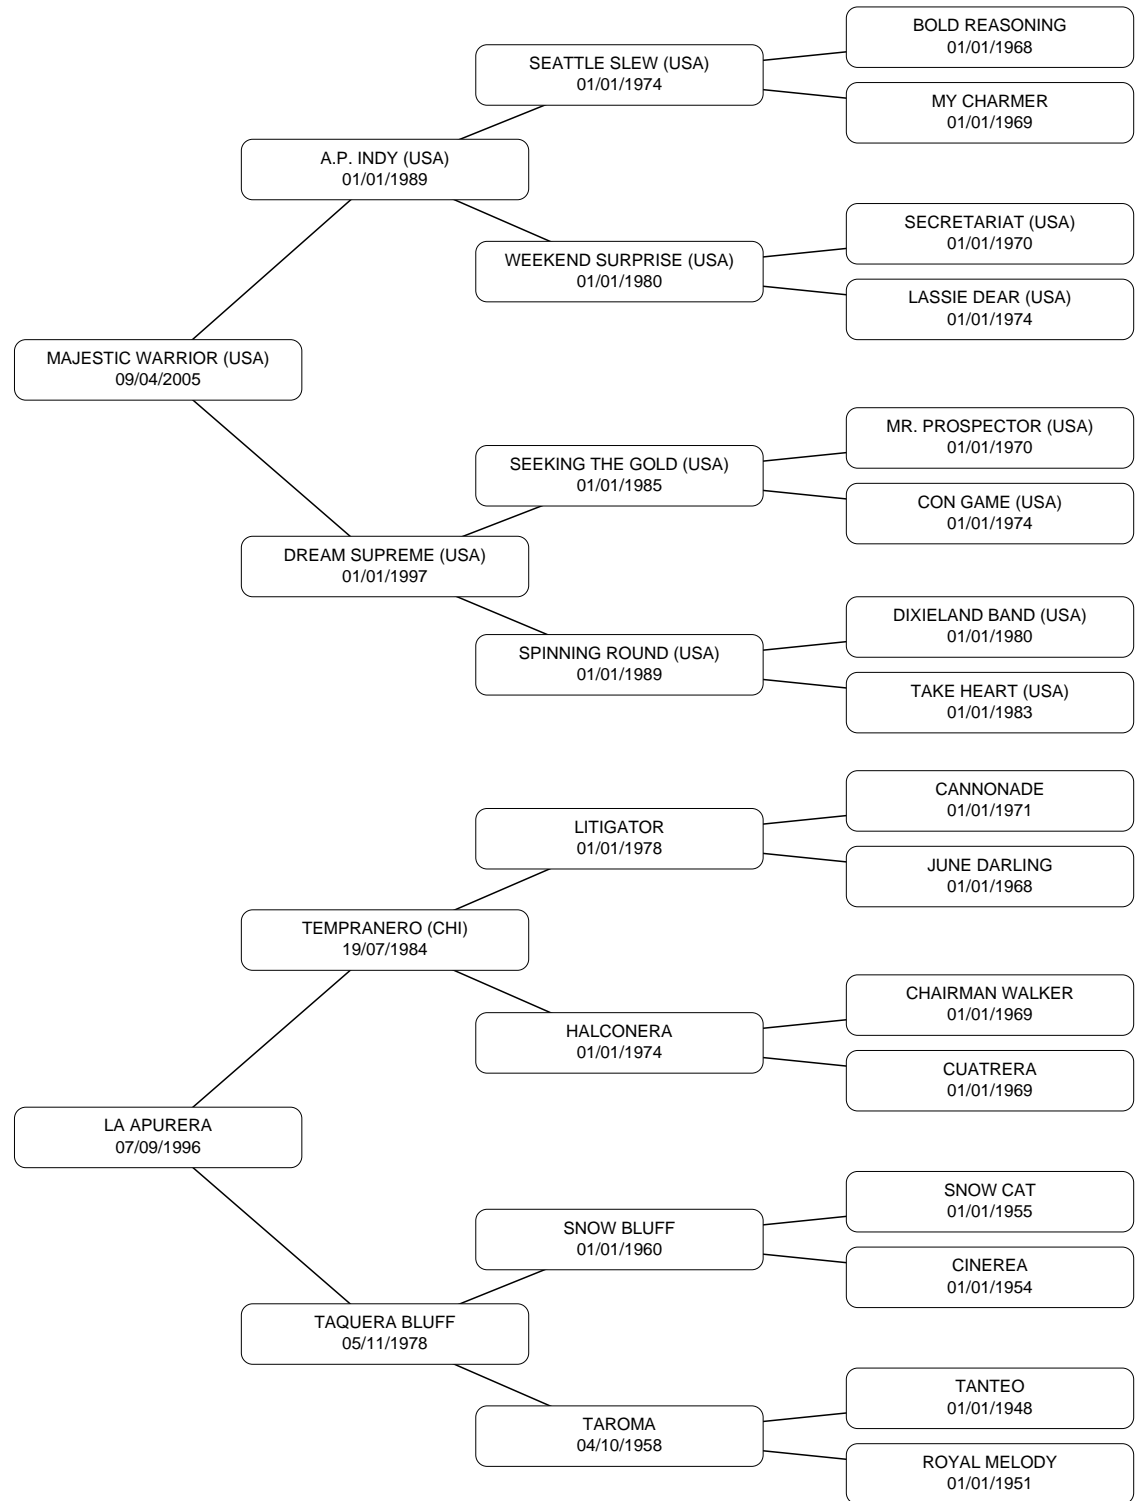 BOLD REASONING
01/01/1968
SEATTLE SLEW (USA)
01/01/1974
MY CHARMER
01/01/1969
A.P. INDY (USA)
01/01/1989
SECRETARIAT (USA)
01/01/1970
WEEKEND SURPRISE (USA)
01/01/1980
LASSIE DEAR (USA)
01/01/1974
MAJESTIC WARRIOR (USA)
09/04/2005
MR. PROSPECTOR (USA)
01/01/1970
SEEKING THE GOLD (USA)
01/01/1985
CON GAME (USA)
01/01/1974
DREAM SUPREME (USA)
01/01/1997
DIXIELAND BAND (USA)
01/01/1980
SPINNING ROUND (USA)
01/01/1989
TAKE HEART (USA)
01/01/1983
CANNONADE
01/01/1971
LITIGATOR
01/01/1978
JUNE DARLING
01/01/1968
TEMPRANERO (CHI)
19/07/1984
CHAIRMAN WALKER
01/01/1969
HALCONERA
01/01/1974
CUATRERA
01/01/1969
LA APURERA
07/09/1996
SNOW CAT
01/01/1955
SNOW BLUFF
01/01/1960
CINEREA
01/01/1954
TAQUERA BLUFF
05/11/1978
TANTEO
01/01/1948
TAROMA
04/10/1958
ROYAL MELODY
01/01/1951